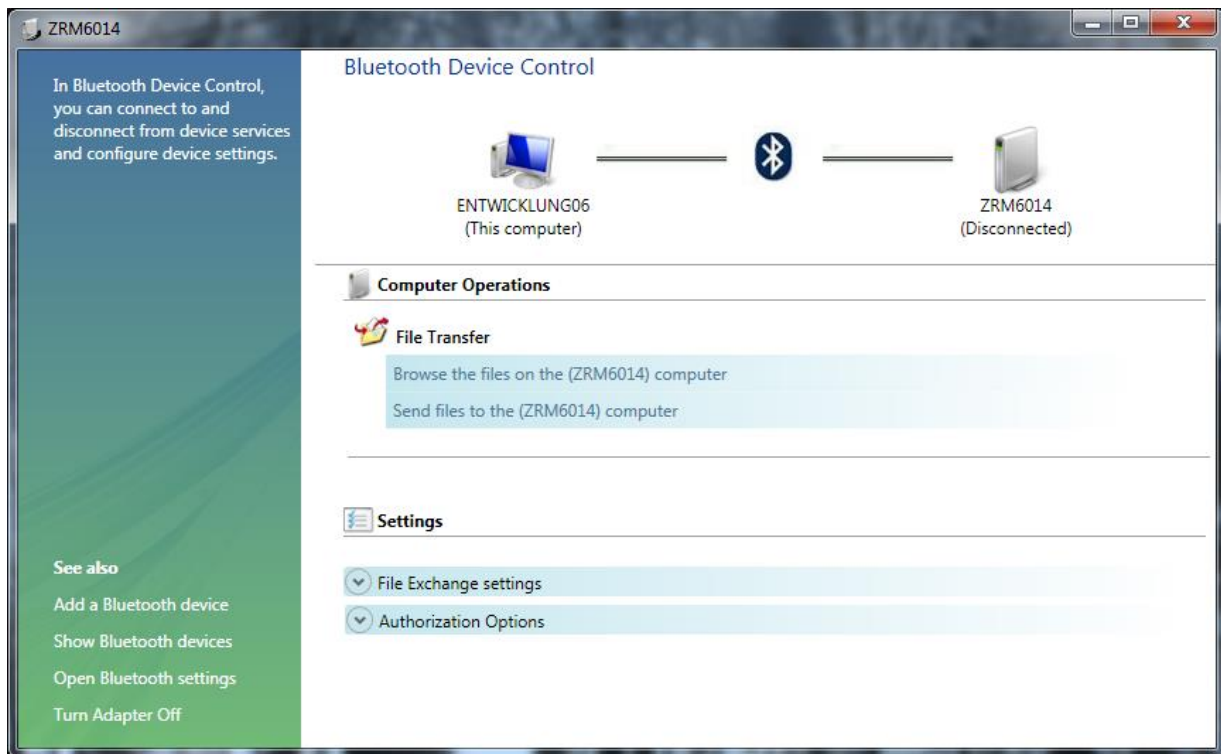 ZRM6014
In Bluetooth Device Control,
you can connect to and
disconnect from device services
and configure device settings.
Bluetooth Device Control
ENTWICKLUNG06
(This computer)
ZRM6014
(Disconnected)
Computer Operations
File Transfer
Browse the files on the (ZRM6014) computer
Send files to the (ZRM6014) computer
Settings
File Exchange settings
Authorization Options
See also
Add a Bluetooth device
Show Bluetooth devices
Open Bluetooth settings
Turn Adapter Off